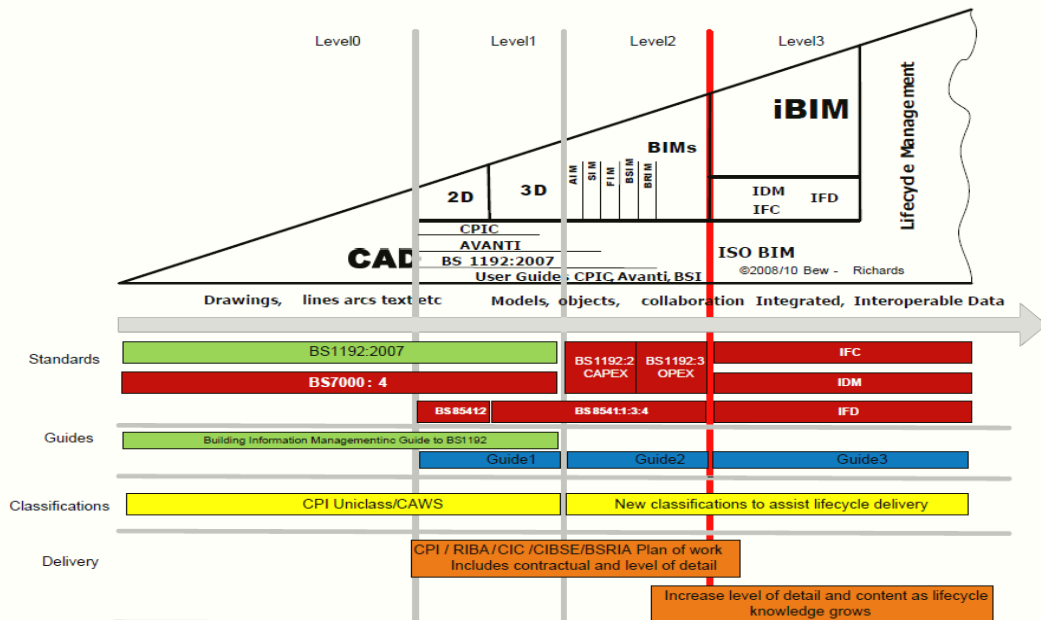 Level0
Level1
Level2
Level3
iBIM
Lifecycle Management
BIMs
AIM
SIM
FIM
BSIM
BRIM
2D
3D
IDM
IFD
IFC
CPIC
AVANTI
CAD
BS 1192:2007
User Guides CPIC, Avanti, BSI
ISO BIM
©2008/10 Bew - Richards
Drawings, lines arcs text etc
Models, objects, collaboration
Integrated, Interoperable Data
Standards
BS1192:2007
BS1192:2
CAPEX
BS1192:3
OPEX
IFC
BS7000: 4
IDM
BS8541:2
BS8541:1:3:4
IFD
Guides
Building Information Managementinc Guide to BS1192
Guide1
Guide2
Guide3
Classifications
CPI Uniclass/CAWS
New classifications to assist lifecycle delivery
Delivery
CPI / RIBA/CIC /CIBSE/BSRIA Plan of work
Includes contractual and level of detail
Increase level of detail and content as lifecycle
knowledge grows